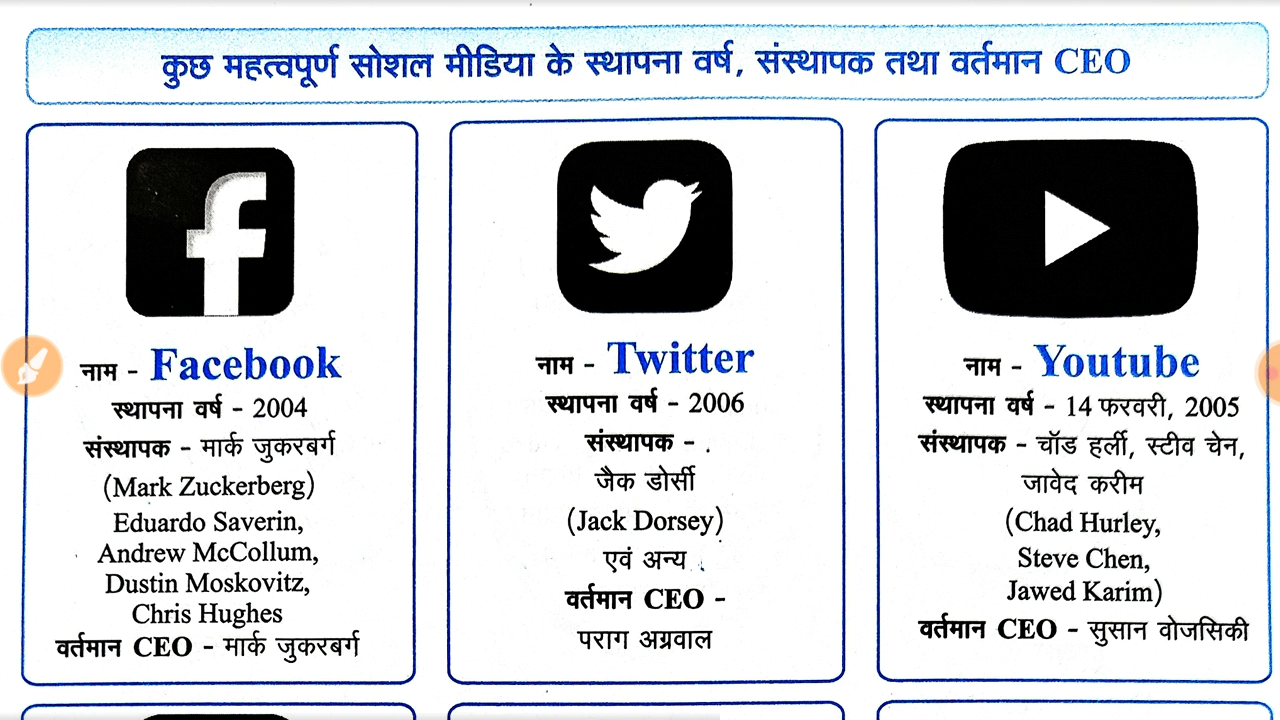 कुछ महत्वपूर्ण सोशल मीडिया के स्थापना वर्ष, संस्थापक तथा वर्तमान CEO
नाम - Facebook
स्थापना वर्ष - 2004
संस्थापक - मार्क जुकरबर्ग
(Mark Zuckerberg)
Eduardo Saverin,
Andrew McCollum,
Dustin Moskovitz,
Chris Hughes
वर्तमान CEO - मार्क जुकरबर्ग
नाम - Twitter
स्थापना वर्ष - 2006
संस्थापक -
जैक डोर्सी
(Jack Dorsey)
एवं अन्य
वर्तमान CEO -
पराग अग्रवाल
नाम - Youtube
स्थापना वर्ष - 14 फरवरी, 2005
संस्थापक - चॉड हर्ली, स्टीव चेन,
जावेद करीम
(Chad Hurley,
Steve Chen,
Jawed Karim)
वर्तमान CEO - सुसान वोजसिकी